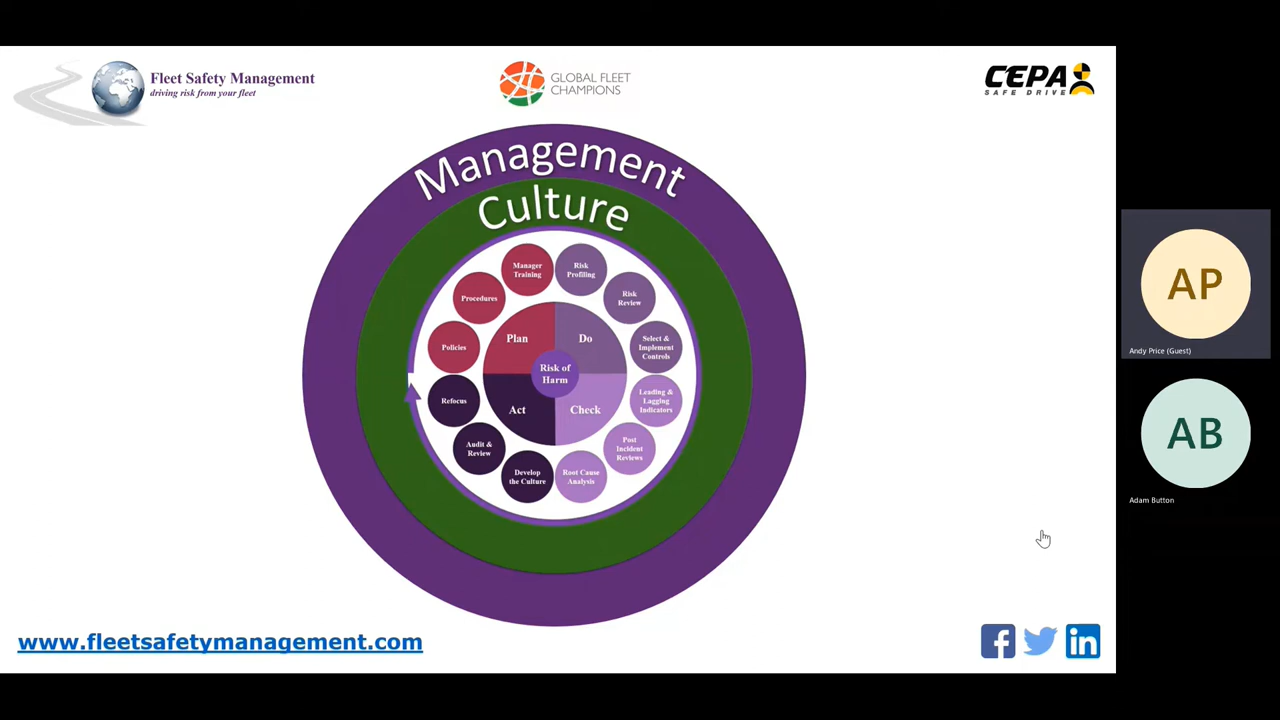 Fleet Safety Management
driving risk from your fleet
GLOBAL FLEET
CHAMPIONS
CEPA
SAFE DRIVE
Management
Culture
Manager
Training
Risk
Profiling
Procedures
Risk
Review
Policies
Plan
Do
Select &
Implement
Controls
Risk of
Harm
Refocus
Act
Check
Leading &
Lagging
Indicators
Audit &
Review
Post
Incident
Reviews
Develop
the Culture
Root Cause
Analysis
www.fleetsafetymanagement.com
f
in
AP
Andy Price (Guest)
AB
Adam Button